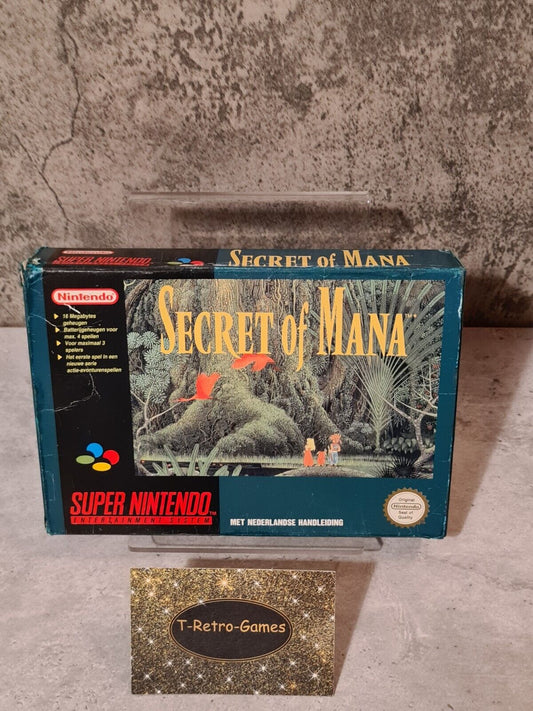 SUPER NINTENDO
SECRET OF MANA
Nintendo
16 Megabytes
geheugen
Batterijgeheugen voor
max. 4 spellen
Voor maximaal 3
spelers
Het eerste spel in een
nieuwe serie
actie-avonturenspellen
SECRET of MANA
SUPER NINTENDO
ENTERTAINMENT SYSTEM
MET NEDERLANDSE HANDLEIDING
Original
Nintendo
Seal of
Quality
T-Retro-Games